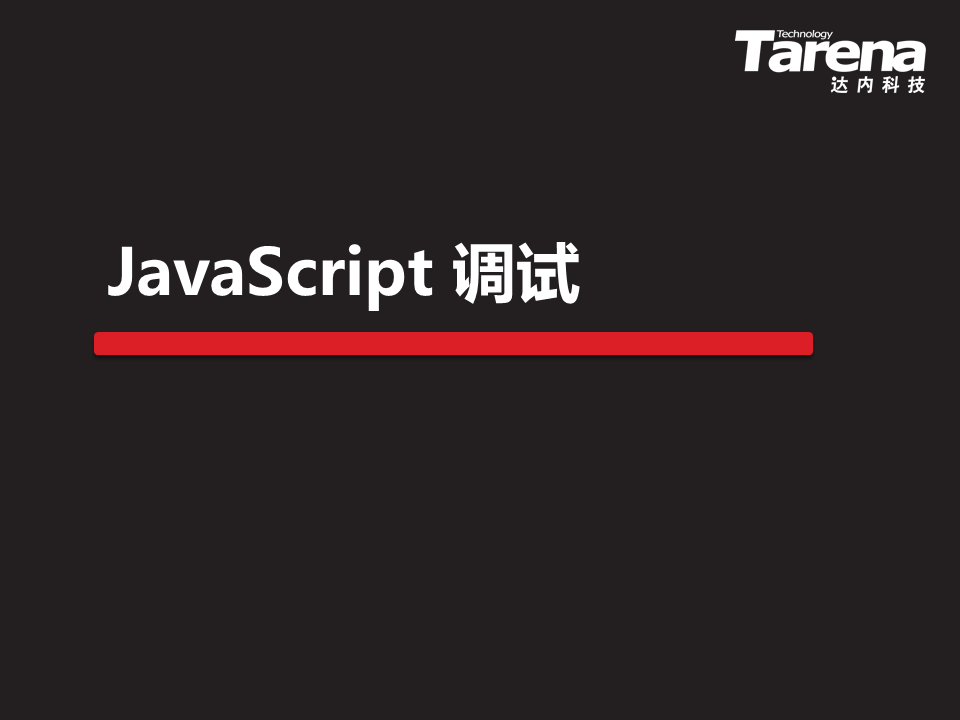 Technology
Tarena
达内科技
JavaScript 调试